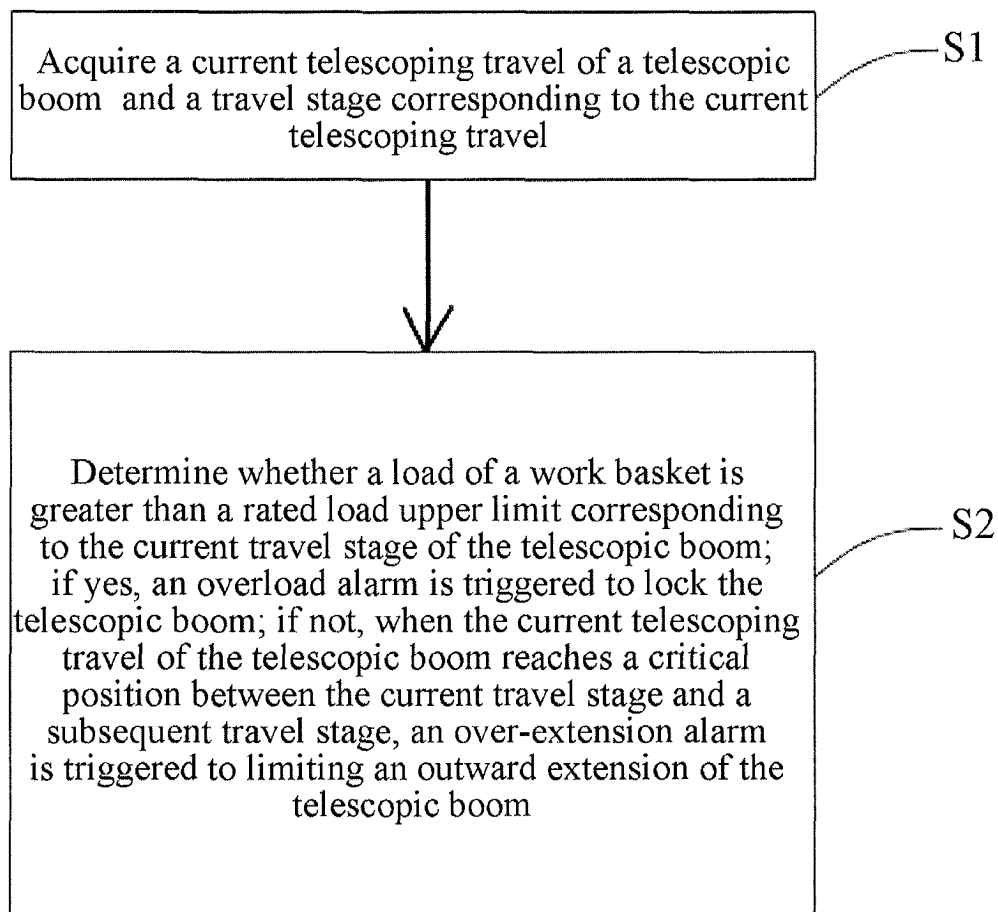 Acquire a current telescoping travel of a telescopic
boom and a travel stage corresponding to the current
telescoping travel
S1
Determine whether a load of a work basket is
greater than a rated load upper limit corresponding
to the current travel stage of the telescopic boom;
if yes, an overload alarm is triggered to lock the
telescopic boom; if not, when the current telescoping
travel of the telescopic boom reaches a critical
position between the current travel stage and a
subsequent travel stage, an over-extension alarm
is triggered to limiting an outward extension of the
telescopic boom
S2